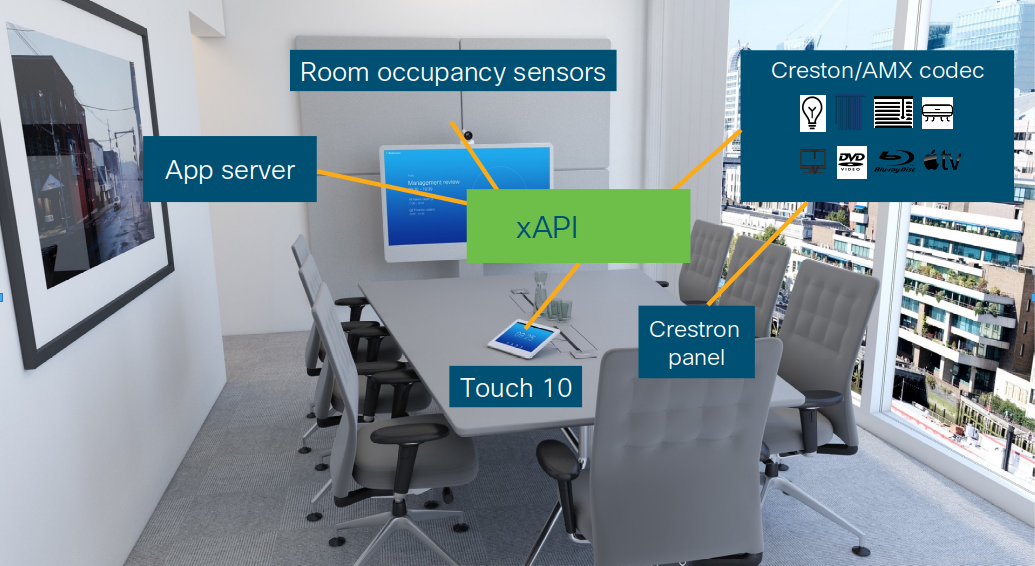 Room occupancy sensors
Creston/AMX codec
DVD
VIDEO
Blu-ray Disc
tv
App server
Management review
xAPI
Crestron
panel
Touch 10